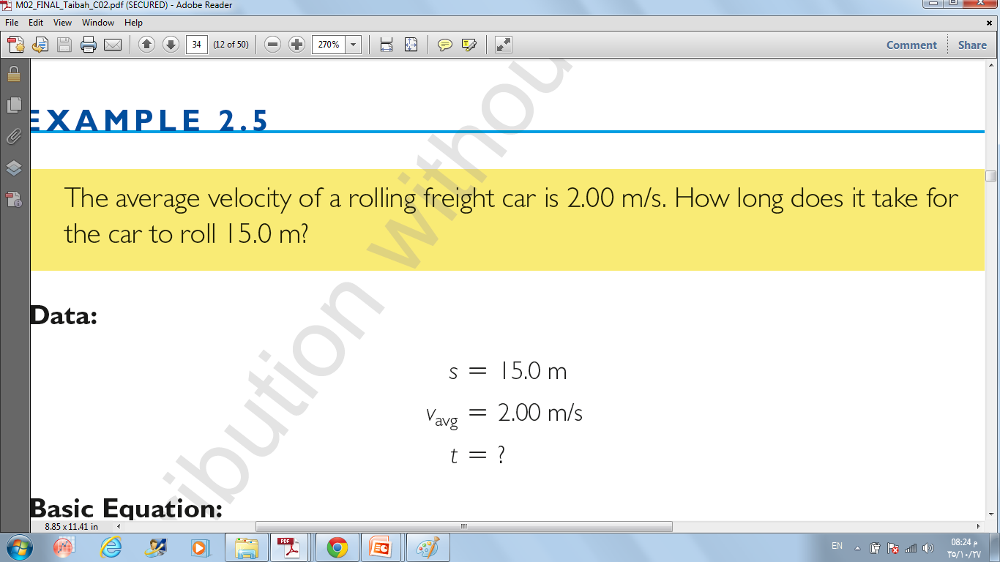 M02_FINAL_Taibah_C02.pdf (SECURED) - Adobe Reader
File Edit View Window Help
34 (12 of 50) 270% Comment Share
EXAMPLE 2.5
The average velocity of a rolling freight car is 2.00 m/s. How long does it take for
the car to roll 15.0 m?
Data:
s = 15.0 m
vavg = 2.00 m/s
t = ?
Basic Equation:
ribution withou
8.85 x 11.41 in
EN 08:24 م
٣٥/١٠/٢٧